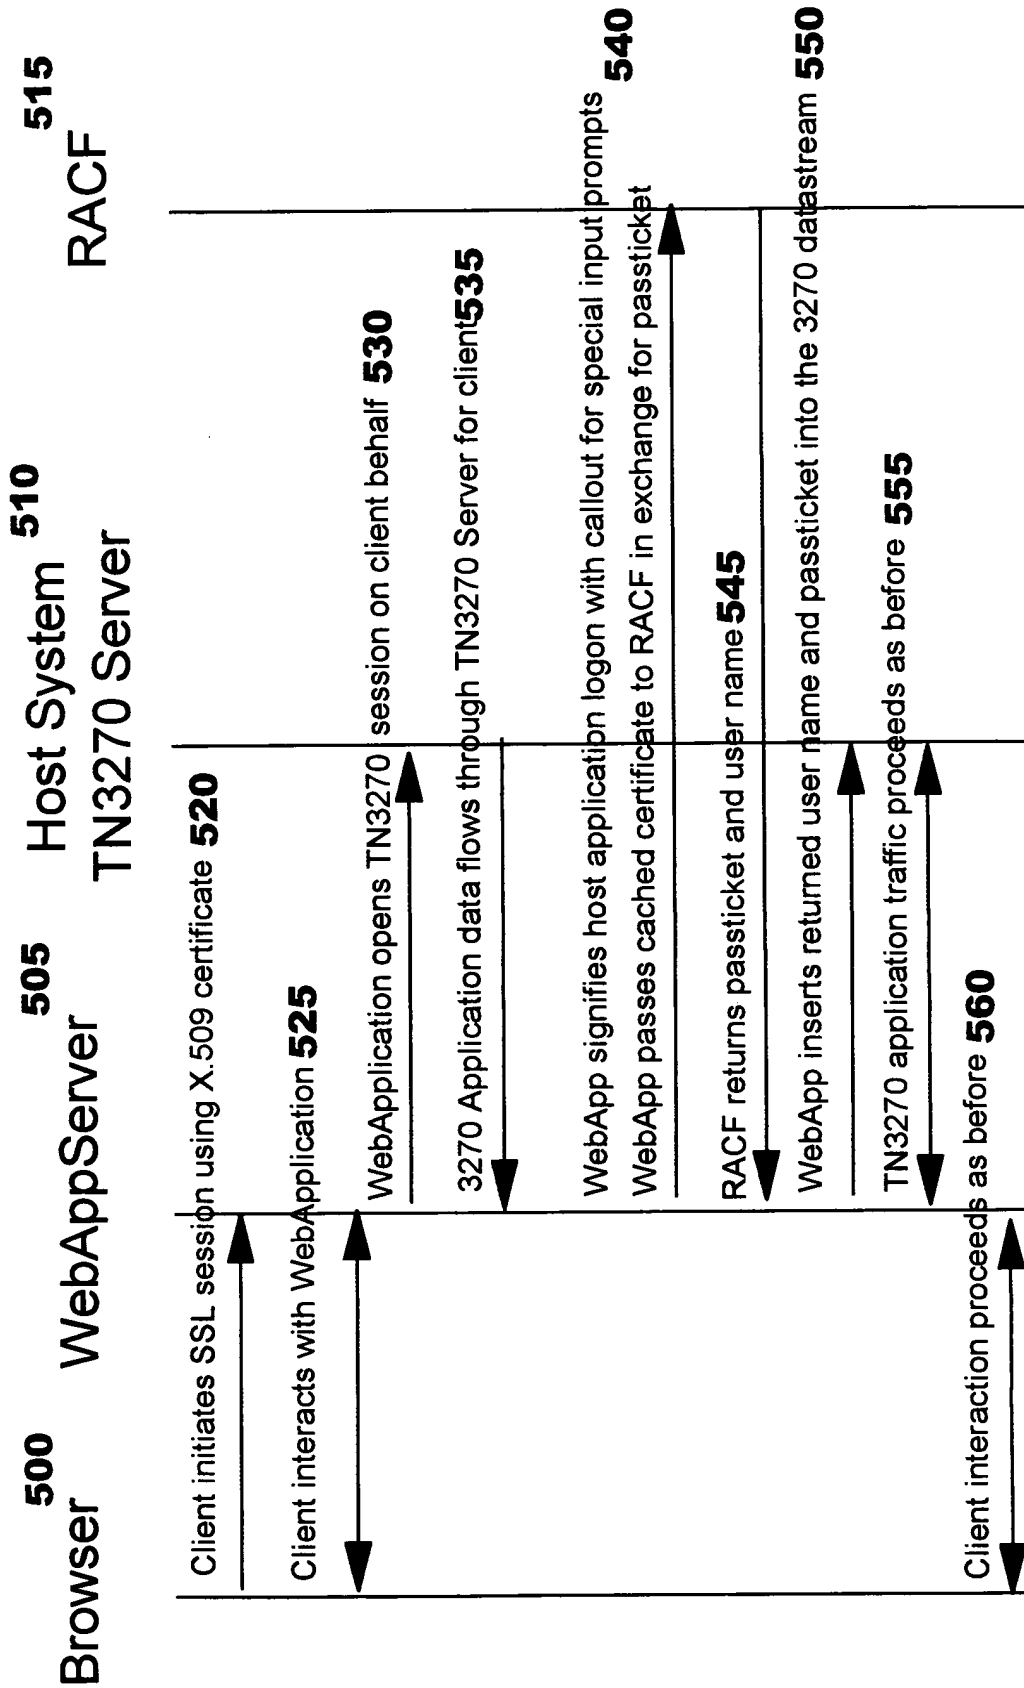 Browser 500
WebAppServer 505
Host System 510
TN3270 Server
RACF 515
Client initiates SSL session using X.509 certificate 520
Client interacts with WebApplication 525
WebApplication opens TN3270 session on client behalf 530
3270 Application data flows through TN3270 Server for client 535
WebApp signifies host application logon with callout for special input prompts
WebApp passes cached certificate to RACF in exchange for passticket
540
RACF returns passticket and user name 545
WebApp inserts returned user name and passticket into the 3270 datastream 550
TN3270 application traffic proceeds as before 555
Client interaction proceeds as before 560